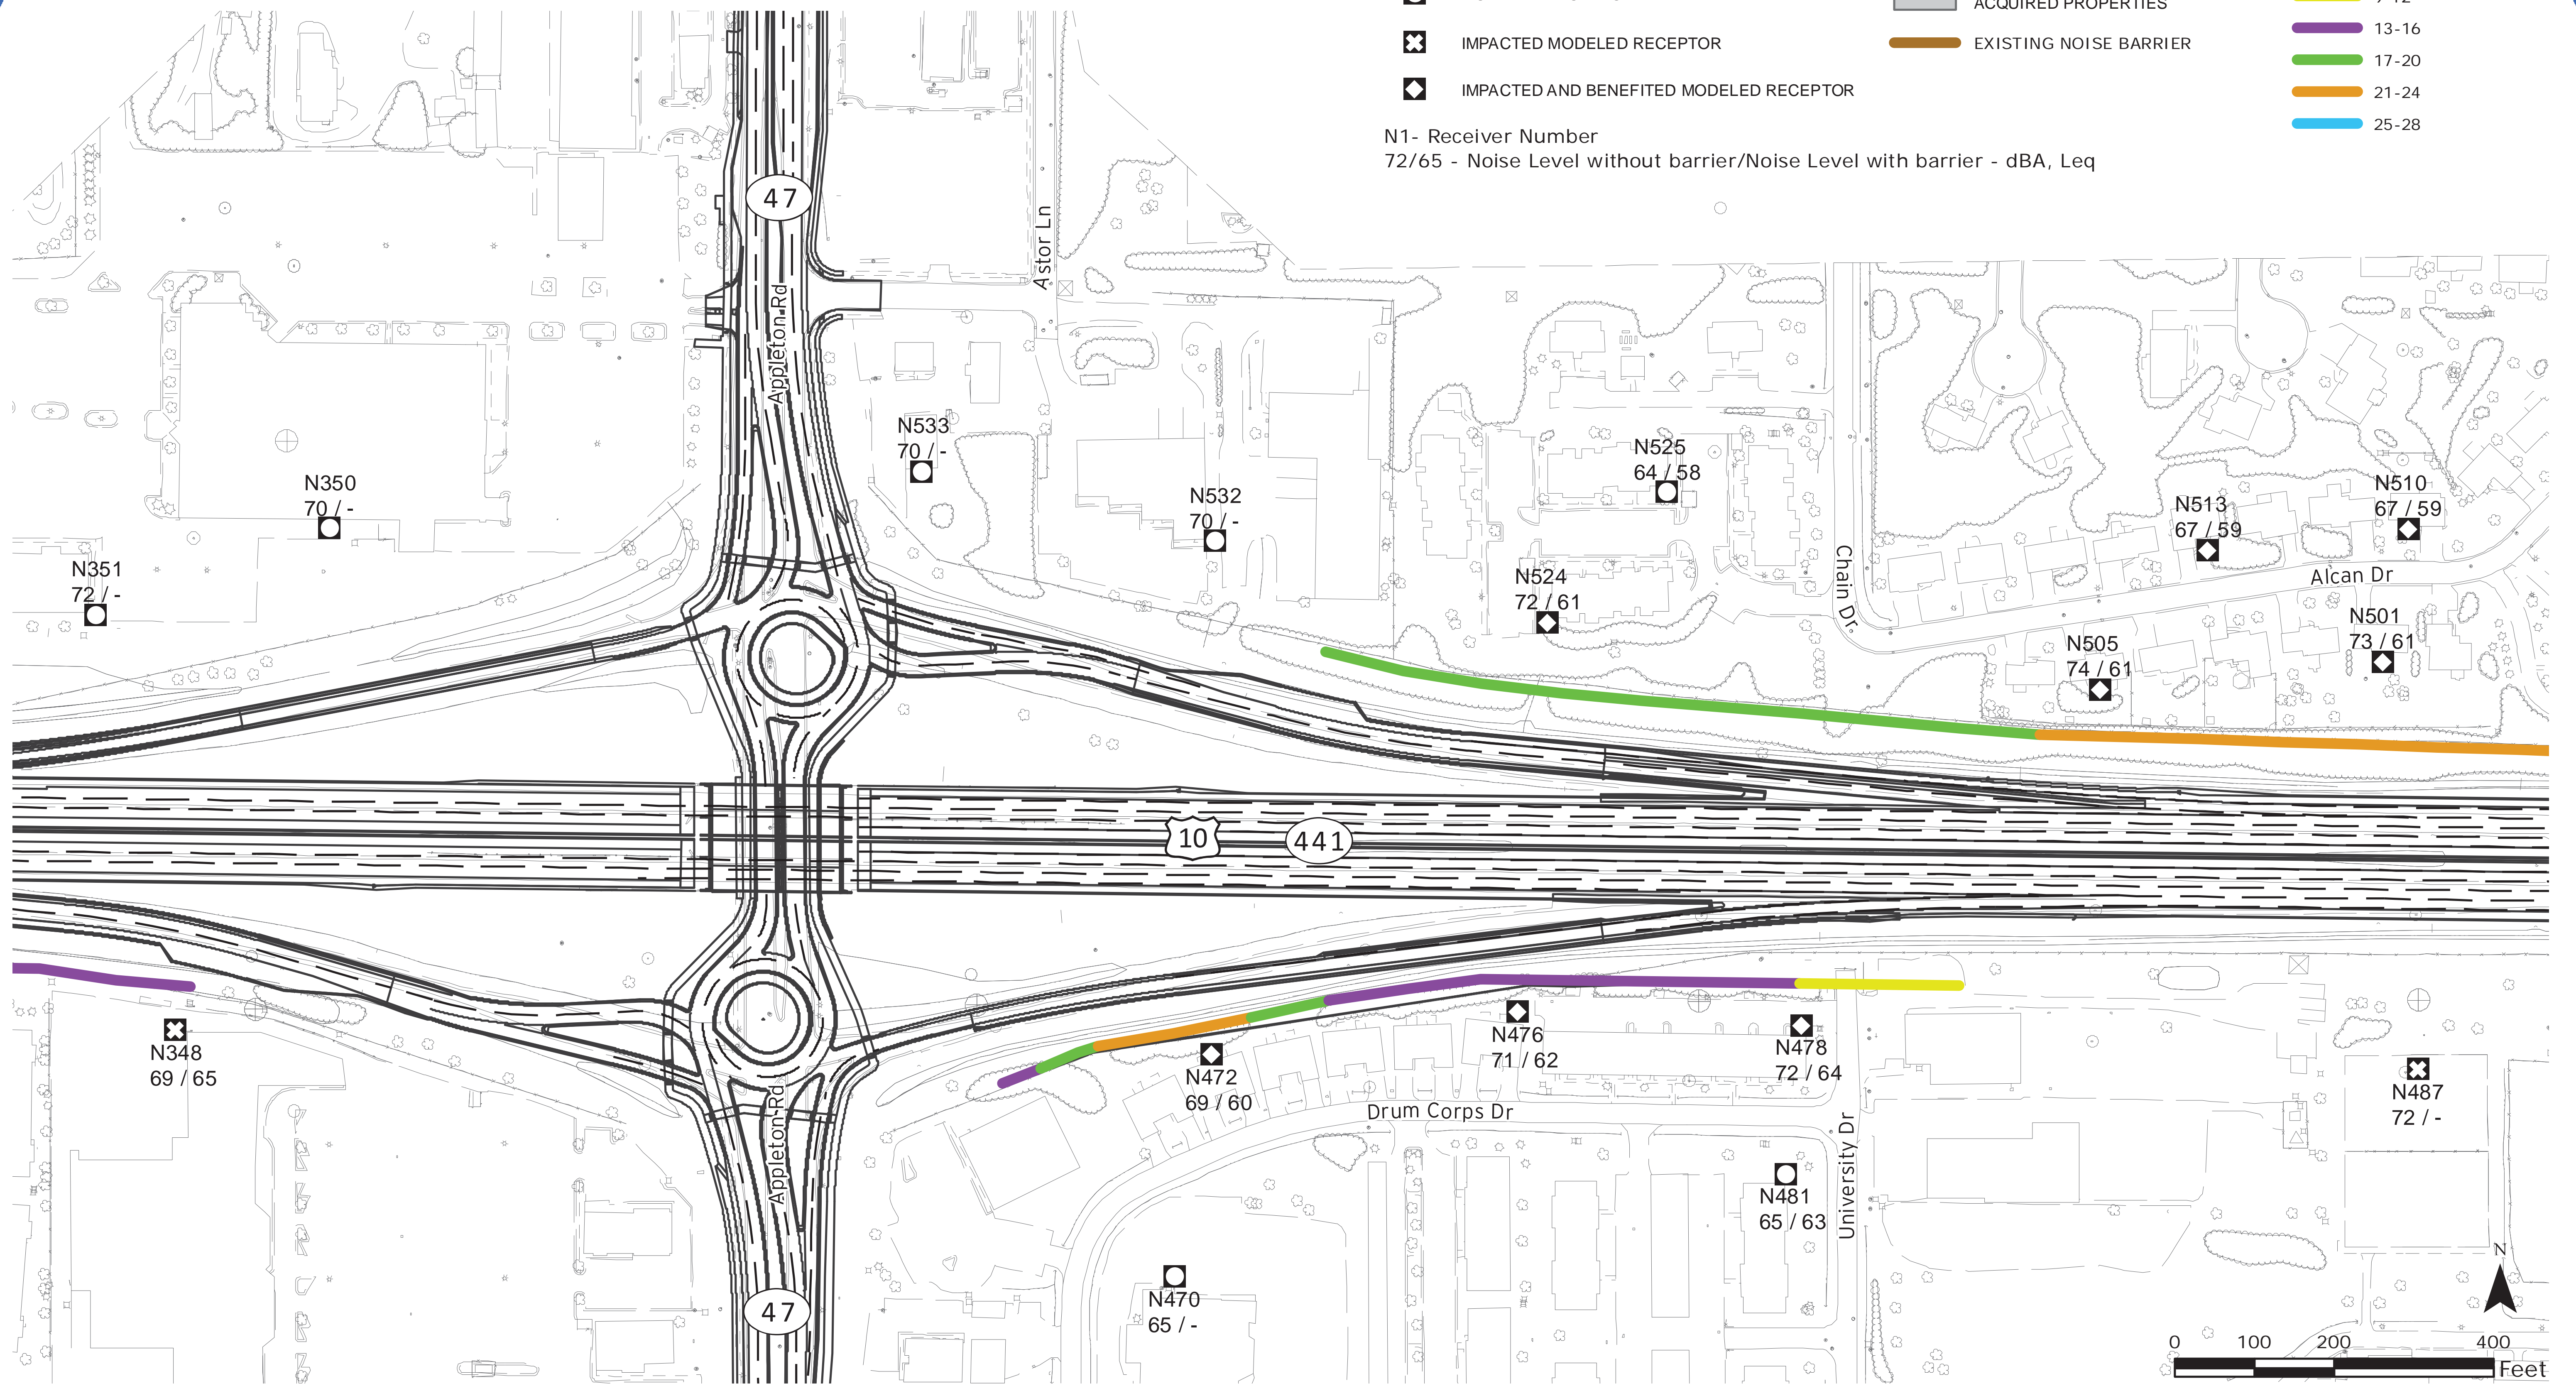 ACQUIRED PROPERTIES
IMPACTED MODELED RECEPTOR
EXISTING NOISE BARRIER
IMPACTED AND BENEFITED MODELED RECEPTOR
13-16
17-20
21-24
25-28
N1- Receiver Number
72/65 - Noise Level without barrier/Noise Level with barrier - dBA, Leq
47
Astor Ln
Appleton Rd
N533
70 / -
N350
70 / -
N351
72 / -
N532
70 / -
N525
64 / 58
N524
72 / 61
Chain Dr.
N513
67 / 59
N510
67 / 59
Alcan Dr
N501
73 / 61
N505
74 / 61
10
441
N348
69 / 65
N472
69 / 60
N476
71 / 62
N478
72 / 64
N487
72 / -
Drum Corps Dr
University Dr
Appleton Rd
N481
65 / 63
N470
65 / -
47
N
0 100 200 400
Feet